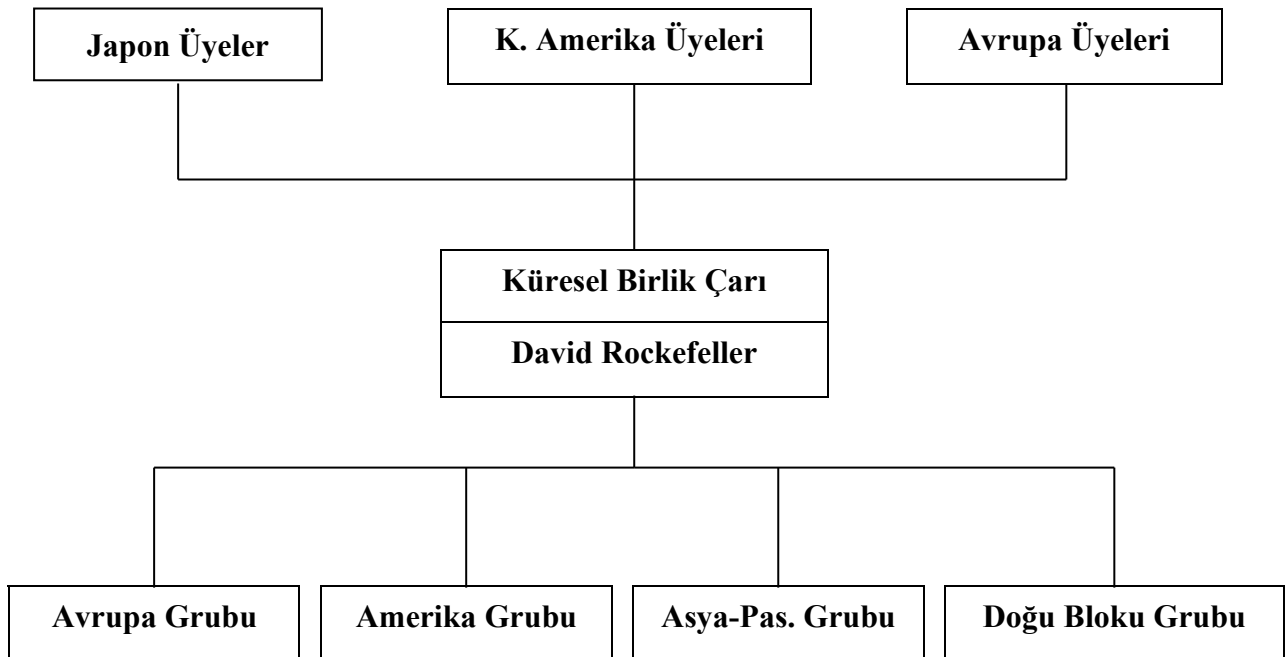 Japon Üyeler
K. Amerika Üyeleri
Avrupa Üyeleri
Küresel Birlik Çarı
David Rockefeller
Avrupa Grubu
Amerika Grubu
Asya-Pas. Grubu
Doğu Bloku Grubu